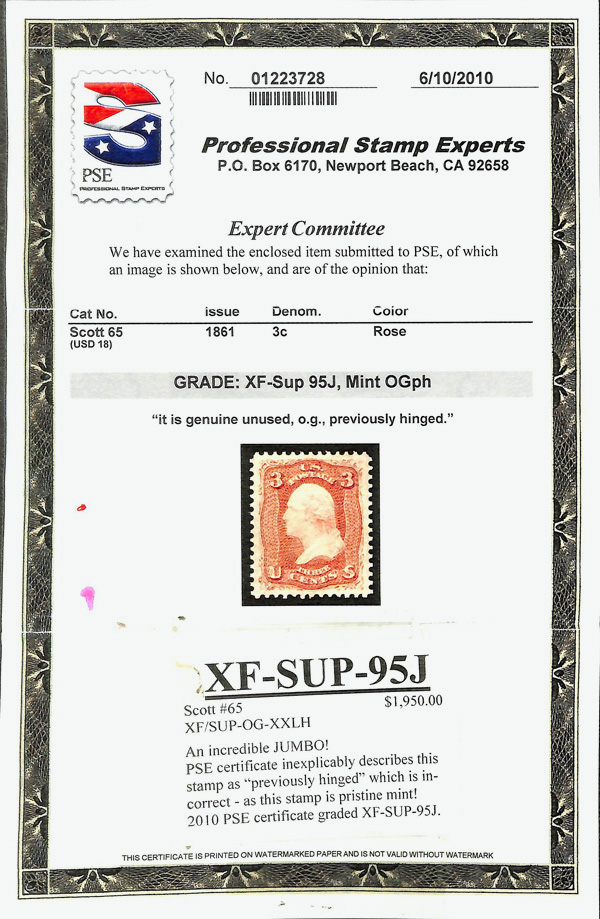 No. 01223728 6/10/2010
PSE
PROFESSIONAL STAMP EXPERTS
Professional Stamp Experts
P.O. Box 6170, Newport Beach, CA 92658
Expert Committee
We have examined the enclosed item submitted to PSE, of which
an image is shown below, and are of the opinion that:
Cat No. issue Denom. Color
Scott 65 1861 3c Rose
(USD 18)
GRADE: XF-Sup 95J, Mint OGph
“it is genuine unused, o.g., previously hinged.”
U.S.
3 POSTAGE 3
THREE
U CENTS S
XF-SUP-95J
Scott #65 $1,950.00
XF/SUP-OG-XXLH
An incredible JUMBO!
PSE certificate inexplicably describes this
stamp as “previously hinged” which is in-
correct - as this stamp is pristine mint!
2010 PSE certificate graded XF-SUP-95J.
THIS CERTIFICATE IS PRINTED ON WATERMARKED PAPER AND IS NOT VALID WITHOUT WATERMARK